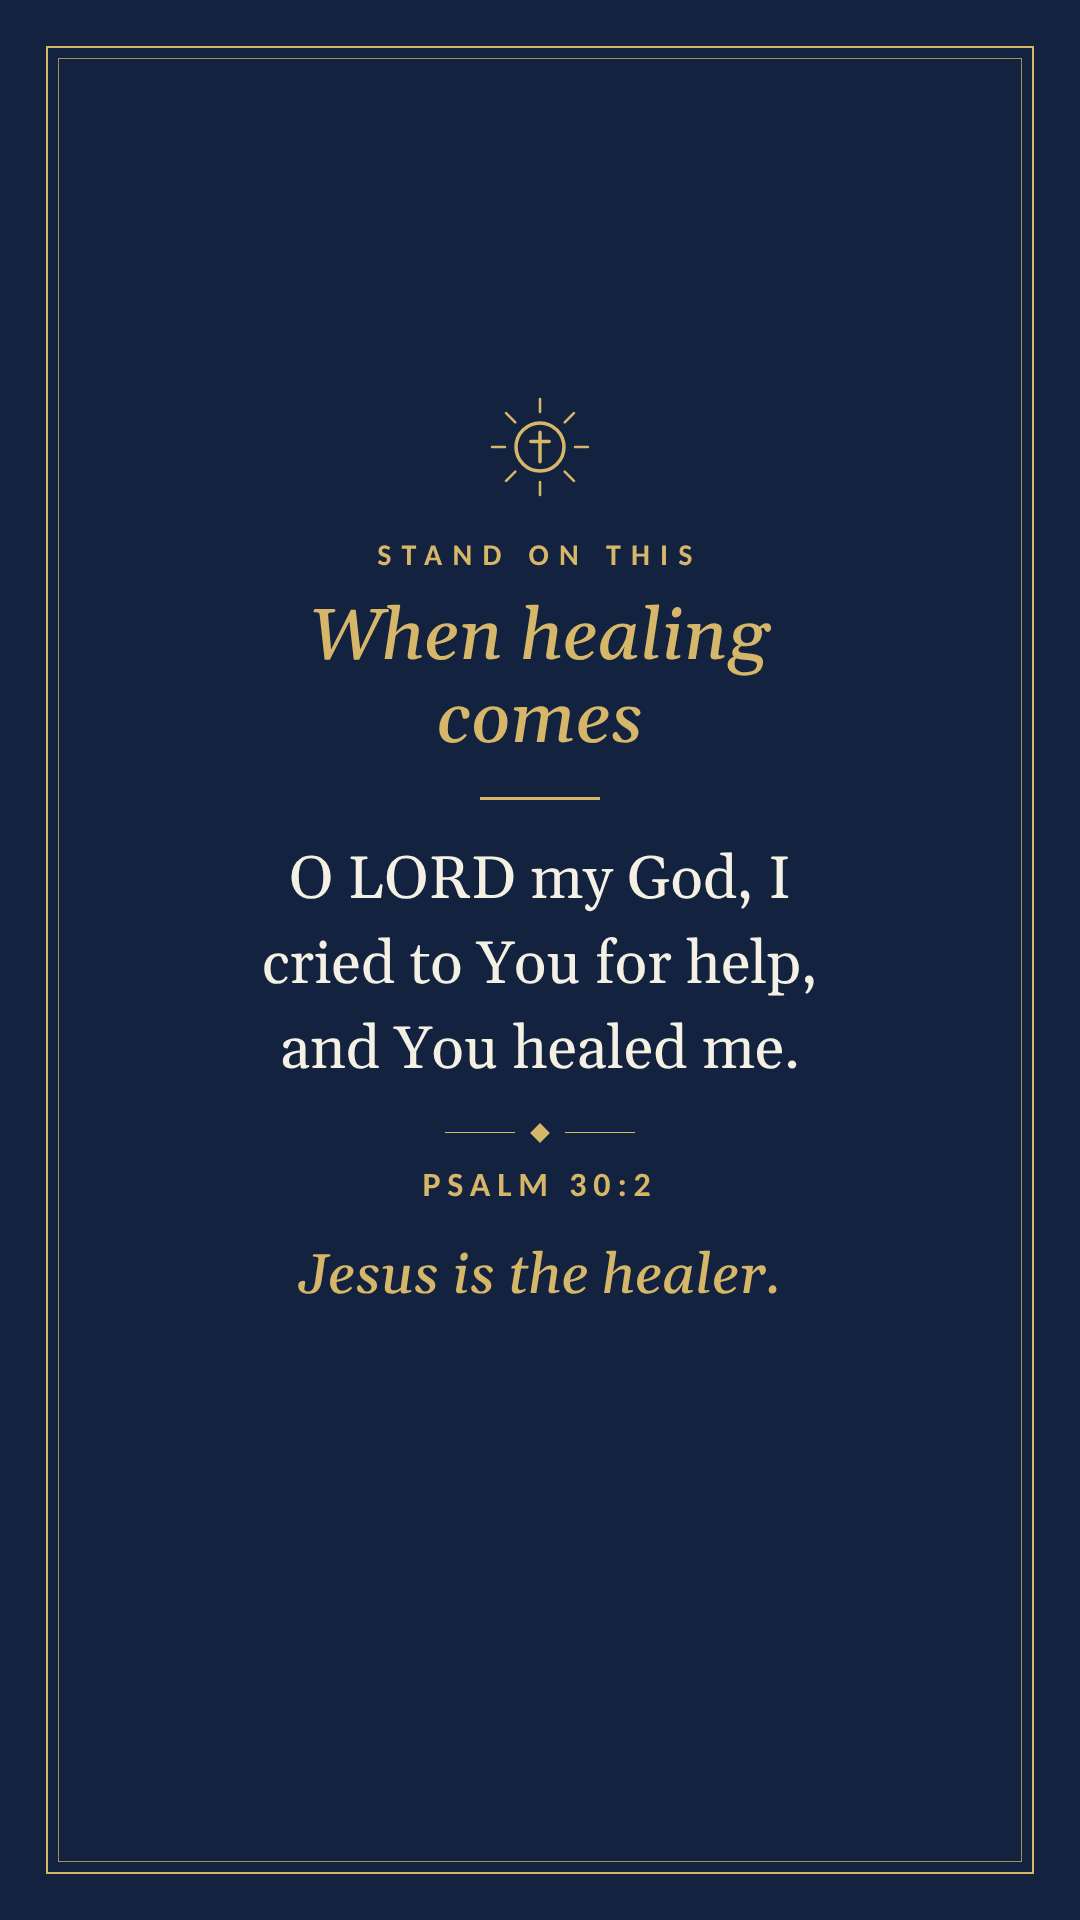 STAND ON THIS
When healing
comes
O LORD my God, I
cried to You for help,
and You healed me.
PSALM 30:2
Jesus is the healer.